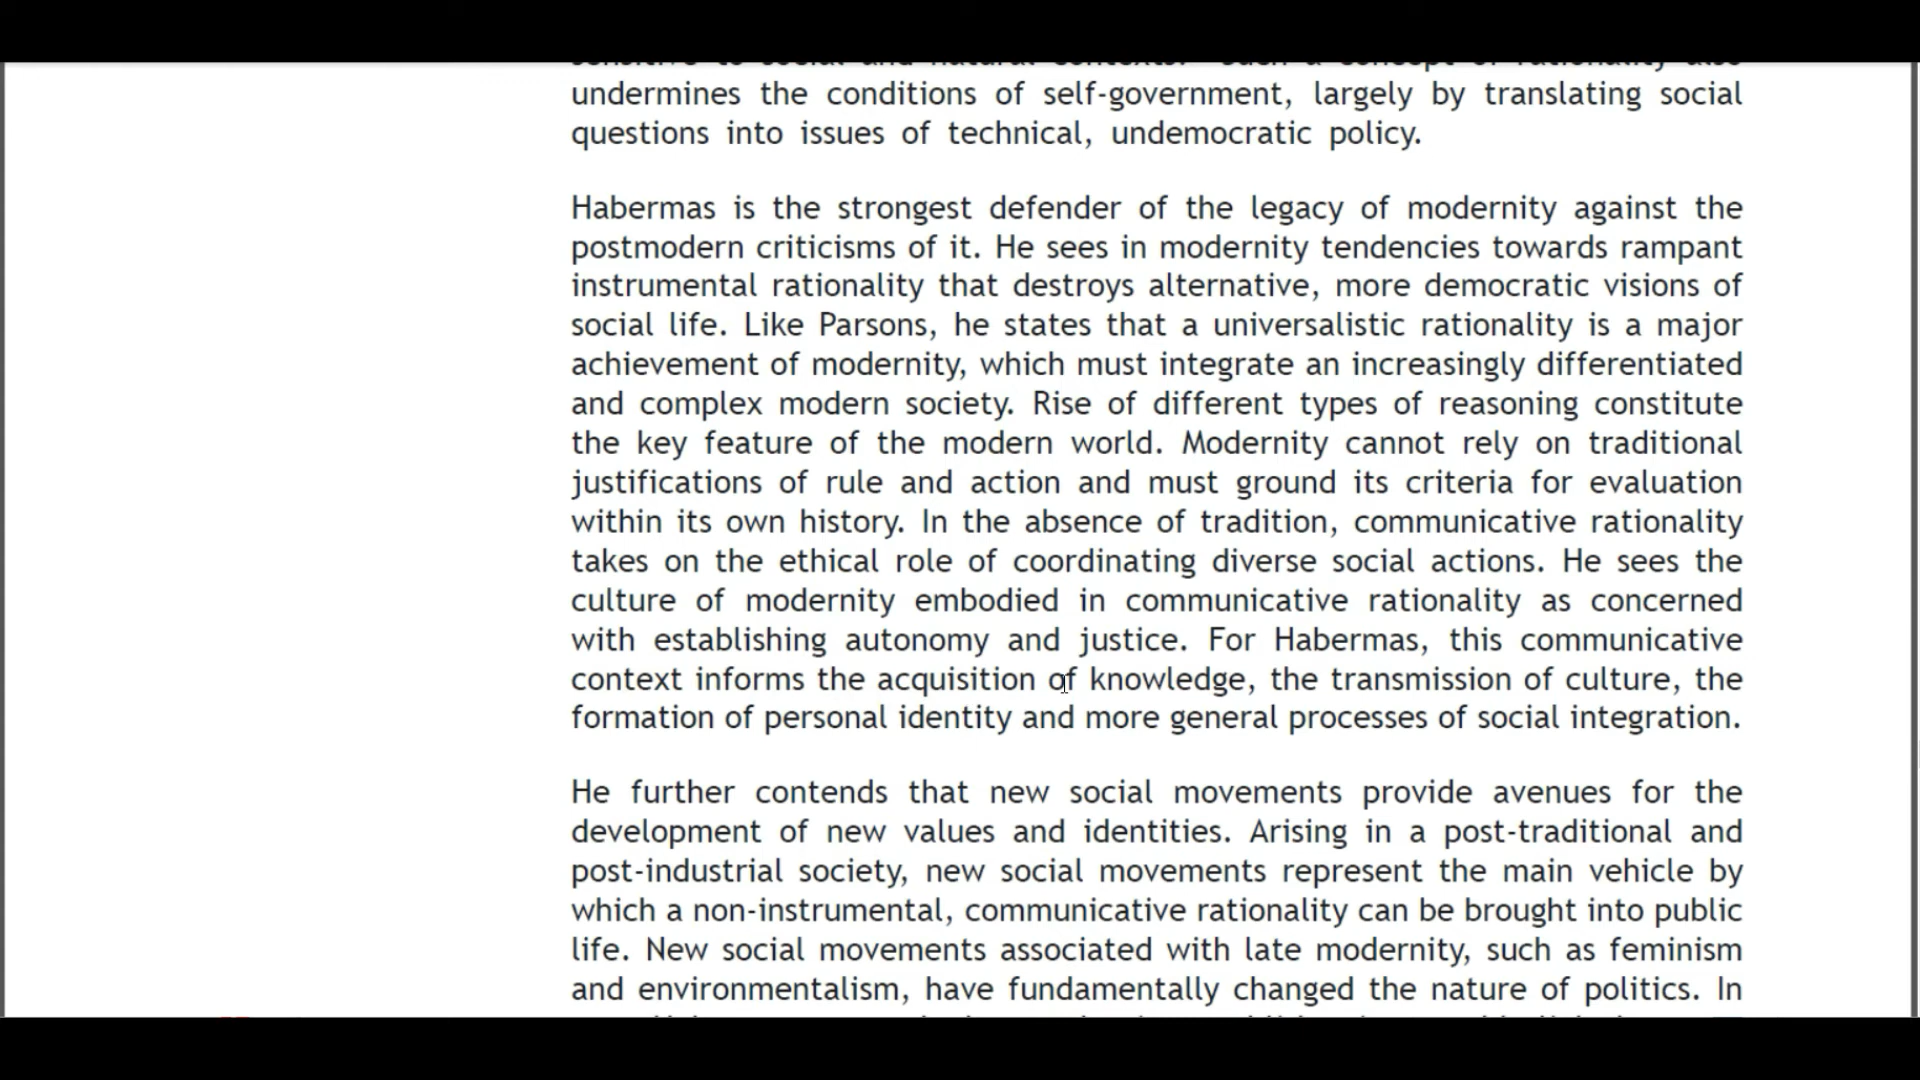 sensitive to social and natural contexts. Such a concept of rationality also
undermines the conditions of self-government, largely by translating social
questions into issues of technical, undemocratic policy.
Habermas is the strongest defender of the legacy of modernity against the
postmodern criticisms of it. He sees in modernity tendencies towards rampant
instrumental rationality that destroys alternative, more democratic visions of
social life. Like Parsons, he states that a universalistic rationality is a major
achievement of modernity, which must integrate an increasingly differentiated
and complex modern society. Rise of different types of reasoning constitute
the key feature of the modern world. Modernity cannot rely on traditional
justifications of rule and action and must ground its criteria for evaluation
within its own history. In the absence of tradition, communicative rationality
takes on the ethical role of coordinating diverse social actions. He sees the
culture of modernity embodied in communicative rationality as concerned
with establishing autonomy and justice. For Habermas, this communicative
context informs the acquisition of knowledge, the transmission of culture, the
formation of personal identity and more general processes of social integration.
He further contends that new social movements provide avenues for the
development of new values and identities. Arising in a post-traditional and
post-industrial society, new social movements represent the main vehicle by
which a non-instrumental, communicative rationality can be brought into public
life. New social movements associated with late modernity, such as feminism
and environmentalism, have fundamentally changed the nature of politics. In